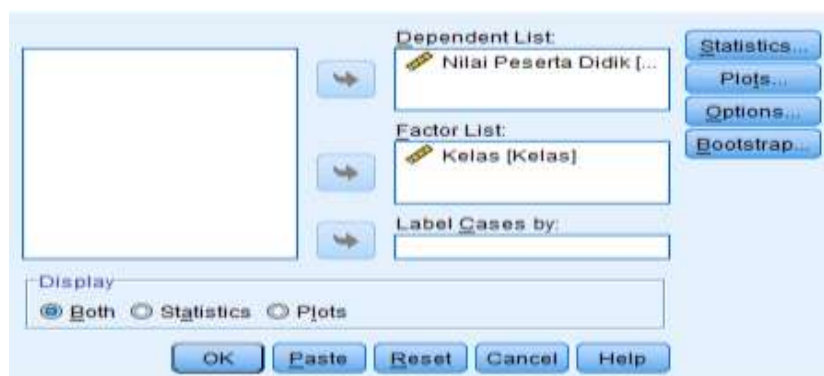 Dependent List:
Nilai Peserta Didik [...
Factor List:
Kelas [Kelas]
Label Cases by:
Statistics...
Plots...
Options...
Bootstrap...
Display
Both Statistics Plots
OK Paste Reset Cancel Help